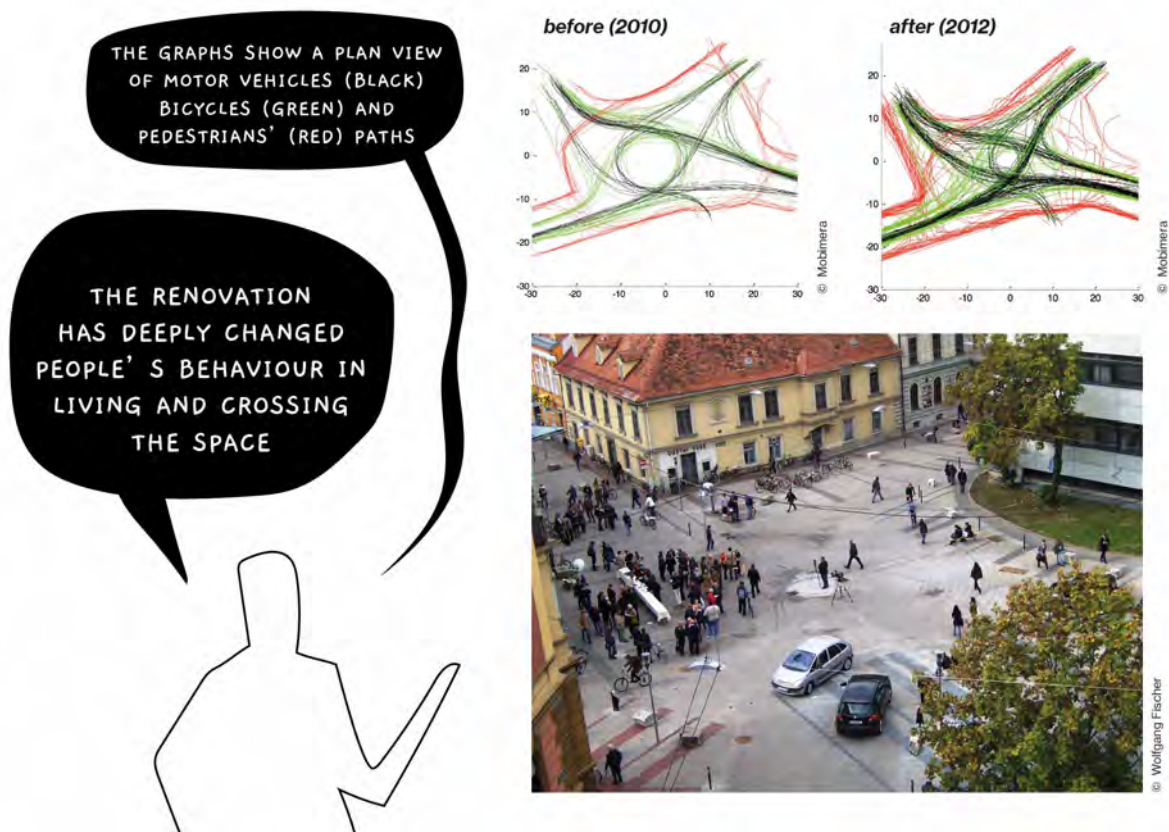 THE GRAPHS SHOW A PLAN VIEW
OF MOTOR VEHICLES (BLACK)
BICYCLES (GREEN) AND
PEDESTRIANS' (RED) PATHS
THE RENOVATION
HAS DEEPLY CHANGED
PEOPLE' S BEHAVIOUR IN
LIVING AND CROSSING
THE SPACE
before (2010)
20
10
0
-10
-20
-30
-30
-20
-10
0
10
20
30
© Mobimera
after (2012)
20
10
0
-10
-20
-30
-30
-20
-10
0
10
20
30
© Mobimera
© Wolfgang Fischer